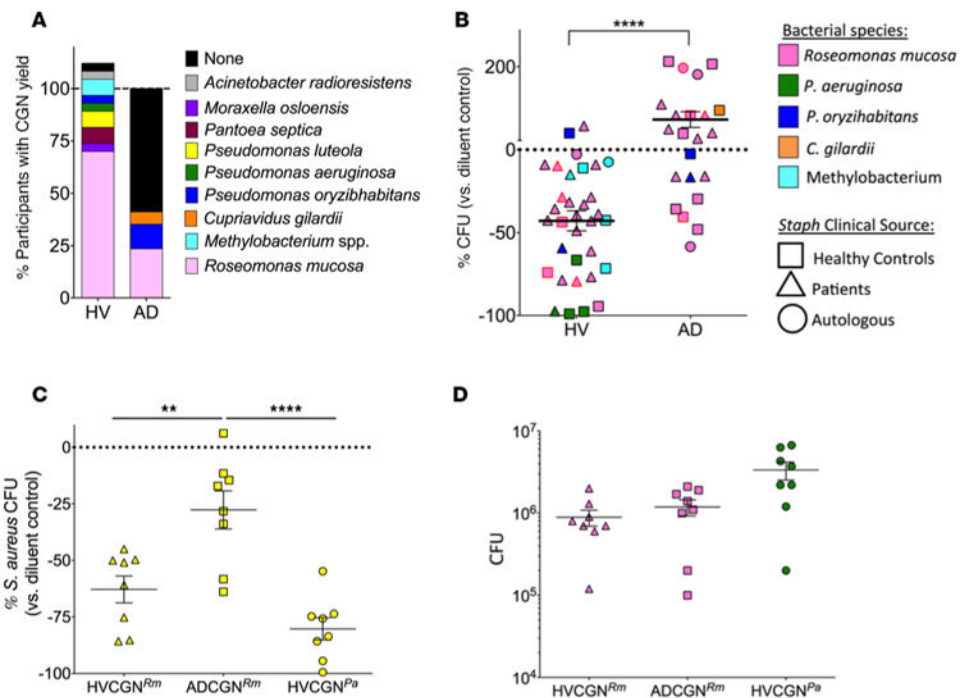 A
% Participants with CGN yield
100
75
50
25
0
HV AD
None
Acinetobacter radioresistens
Moraxella osloensis
Pantoea septica
Pseudomonas luteola
Pseudomonas aeruginosa
Pseudomonas oryzibhabitans
Cupriavidus gilardii
Methylobacterium spp.
Roseomonas mucosa
B
****
% CFU (vs. diluent control)
200
0
-50
-100
HV AD
Bacterial species:
Roseomonas mucosa
P. aeruginosa
P. oryzihabitans
C. gilardii
Methylobacterium
Staph Clinical Source:
Healthy Controls
Patients
Autologous
C
** ****
% S. aureus CFU
(vs. diluent control)
0
-25
-50
-75
-100
HVCGNRm ADCGNRm HVCGNPa
D
CFU
10⁷
10⁶
10⁵
10⁴
HVCGNRm ADCGNRm HVCGNPa